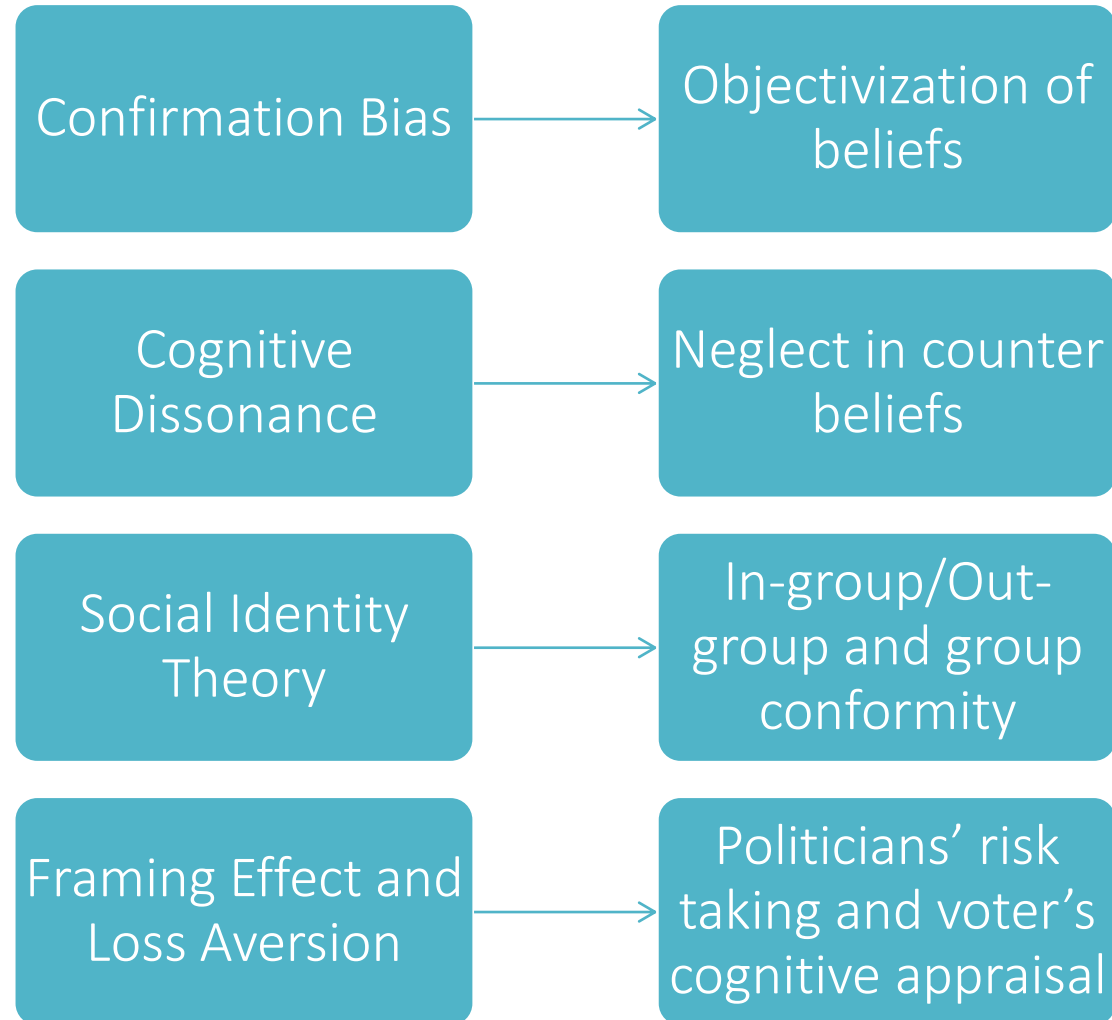 Confirmation Bias
Objectivization of
beliefs
Cognitive
Dissonance
Neglect in counter
beliefs
Social Identity
Theory
In-group/Out-
group and group
conformity
Framing Effect and
Loss Aversion
Politicians’ risk
taking and voter’s
cognitive appraisal